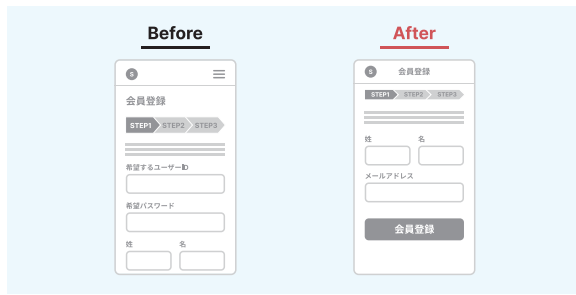 Before
S
会員登録
STEP1 STEP2 STEP3
希望するユーザーID
希望パスワード
姓 名
After
S 会員登録
STEP1 STEP2 STEP3
姓 名
メールアドレス
会員登録